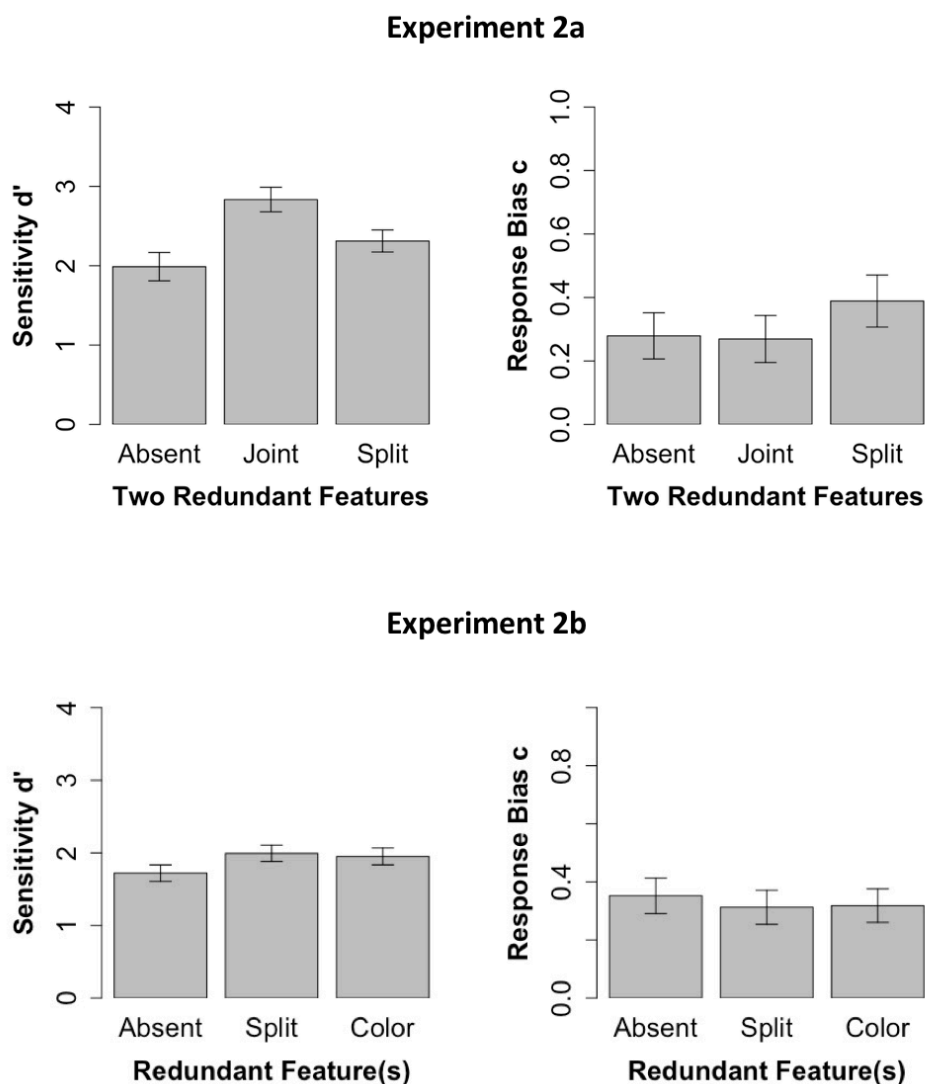 Experiment 2a
Sensitivity d'
0 1 2 3 4
Absent Joint Split
Two Redundant Features
Response Bias c
0.0 0.2 0.4 0.6 0.8 1.0
Absent Joint Split
Two Redundant Features
Experiment 2b
Sensitivity d'
0 1 2 3 4
Absent Split Color
Redundant Feature(s)
Response Bias c
0.0 0.4 0.8
Absent Split Color
Redundant Feature(s)